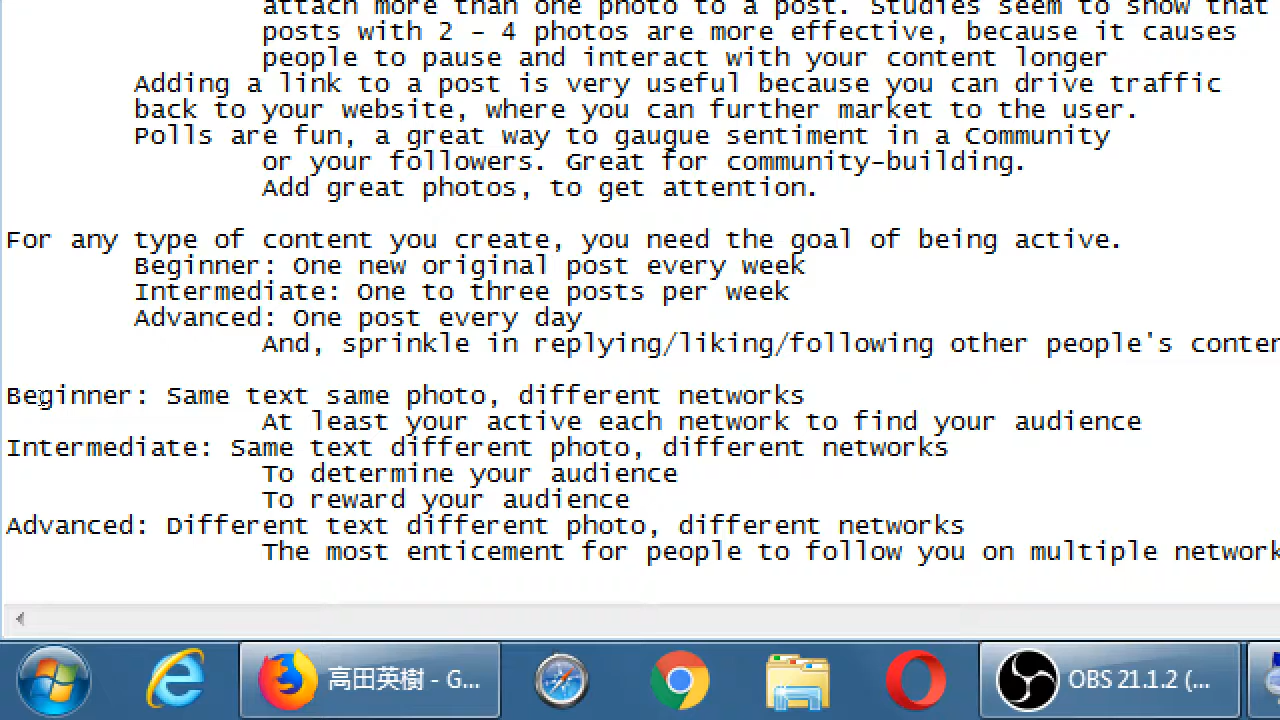 attach more than one photo to a post. Studies seem to show that
posts with 2 - 4 photos are more effective, because it causes
people to pause and interact with your content longer
Adding a link to a post is very useful because you can drive traffic
back to your website, where you can further market to the user.
Polls are fun, a great way to gaugue sentiment in a Community
or your followers. Great for community-building.
Add great photos, to get attention.
For any type of content you create, you need the goal of being active.
Beginner: One new original post every week
Intermediate: One to three posts per week
Advanced: One post every day
And, sprinkle in replying/liking/following other people's conten
Beginner: Same text same photo, different networks
At least your active each network to find your audience
Intermediate: Same text different photo, different networks
To determine your audience
To reward your audience
Advanced: Different text different photo, different networks
The most enticement for people to follow you on multiple network
高田英樹 - G... OBS 21.1.2 (...